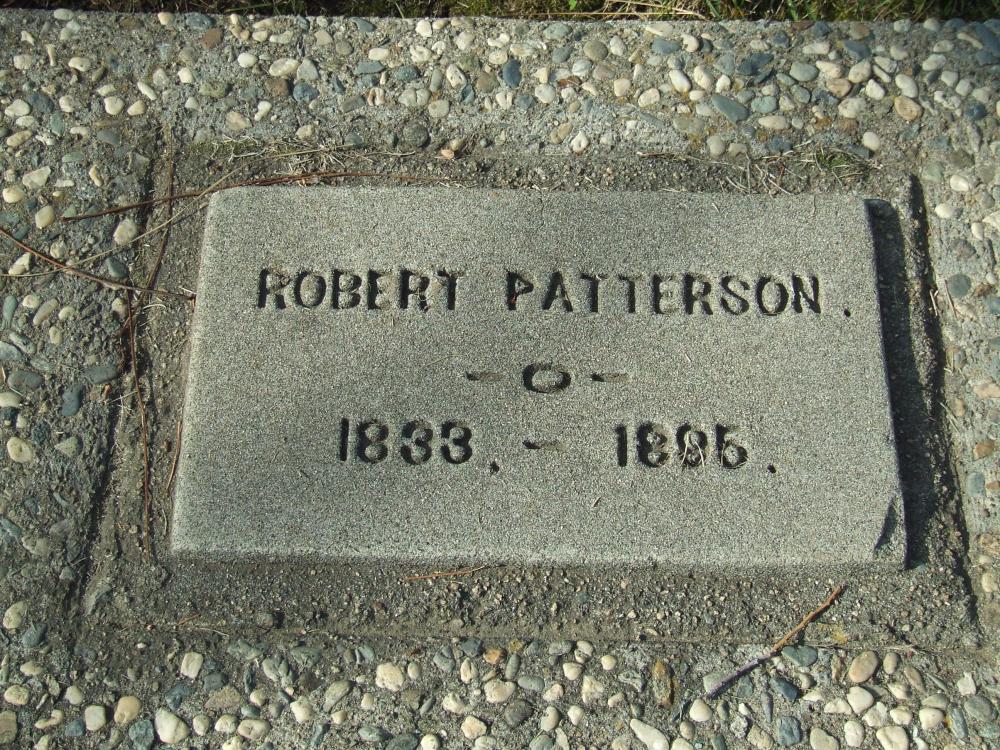 ROBERT PATTERSON.
- O -
1833. - 1895.